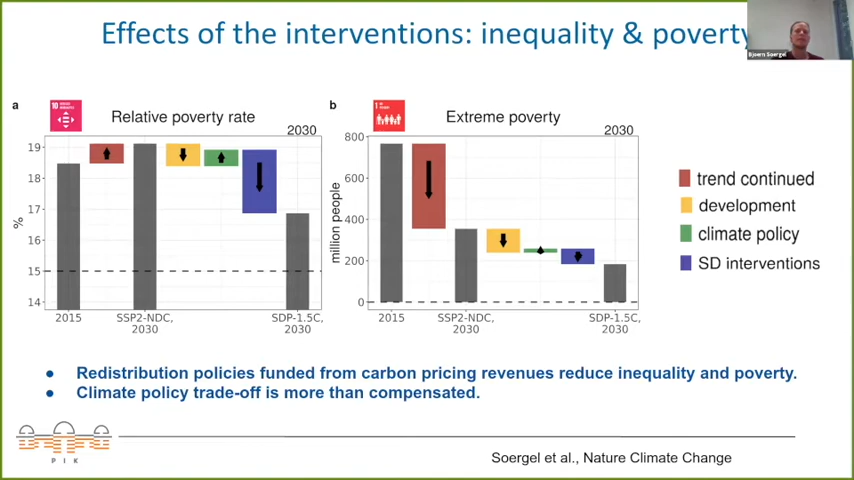 Effects of the interventions: inequality & poverty
Bjoern Soergel
a
Relative poverty rate
2030
19
18
17
16
15
14
%
2015
SSP2-NDC,
2030
SDP-1.5C,
2030
b
1
Extreme poverty
2030
800
600
400
200
0
million people
2015
SSP2-NDC,
2030
SDP-1.5C,
2030
trend continued
development
climate policy
SD interventions
● Redistribution policies funded from carbon pricing revenues reduce inequality and poverty.
● Climate policy trade-off is more than compensated.
P I K
Soergel et al., Nature Climate Change